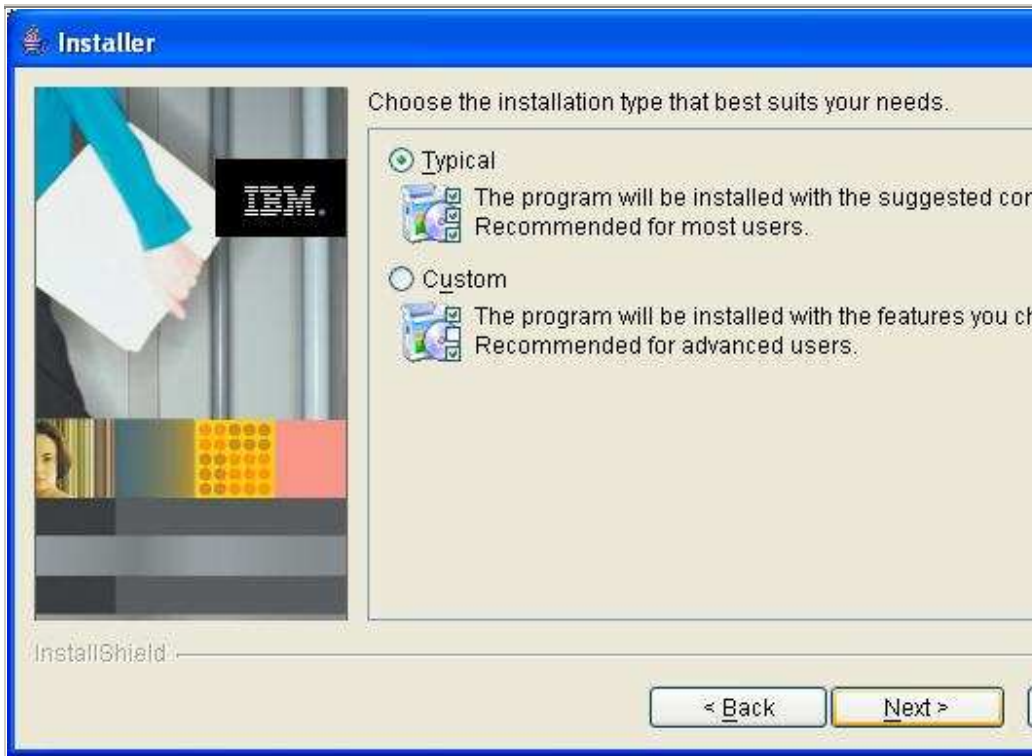 Installer
IBM.
Choose the installation type that best suits your needs.
Typical
The program will be installed with the suggested
Recommended for most users.
Custom
The program will be installed with the features you
Recommended for advanced users.
InstallShield
< Back
Next >